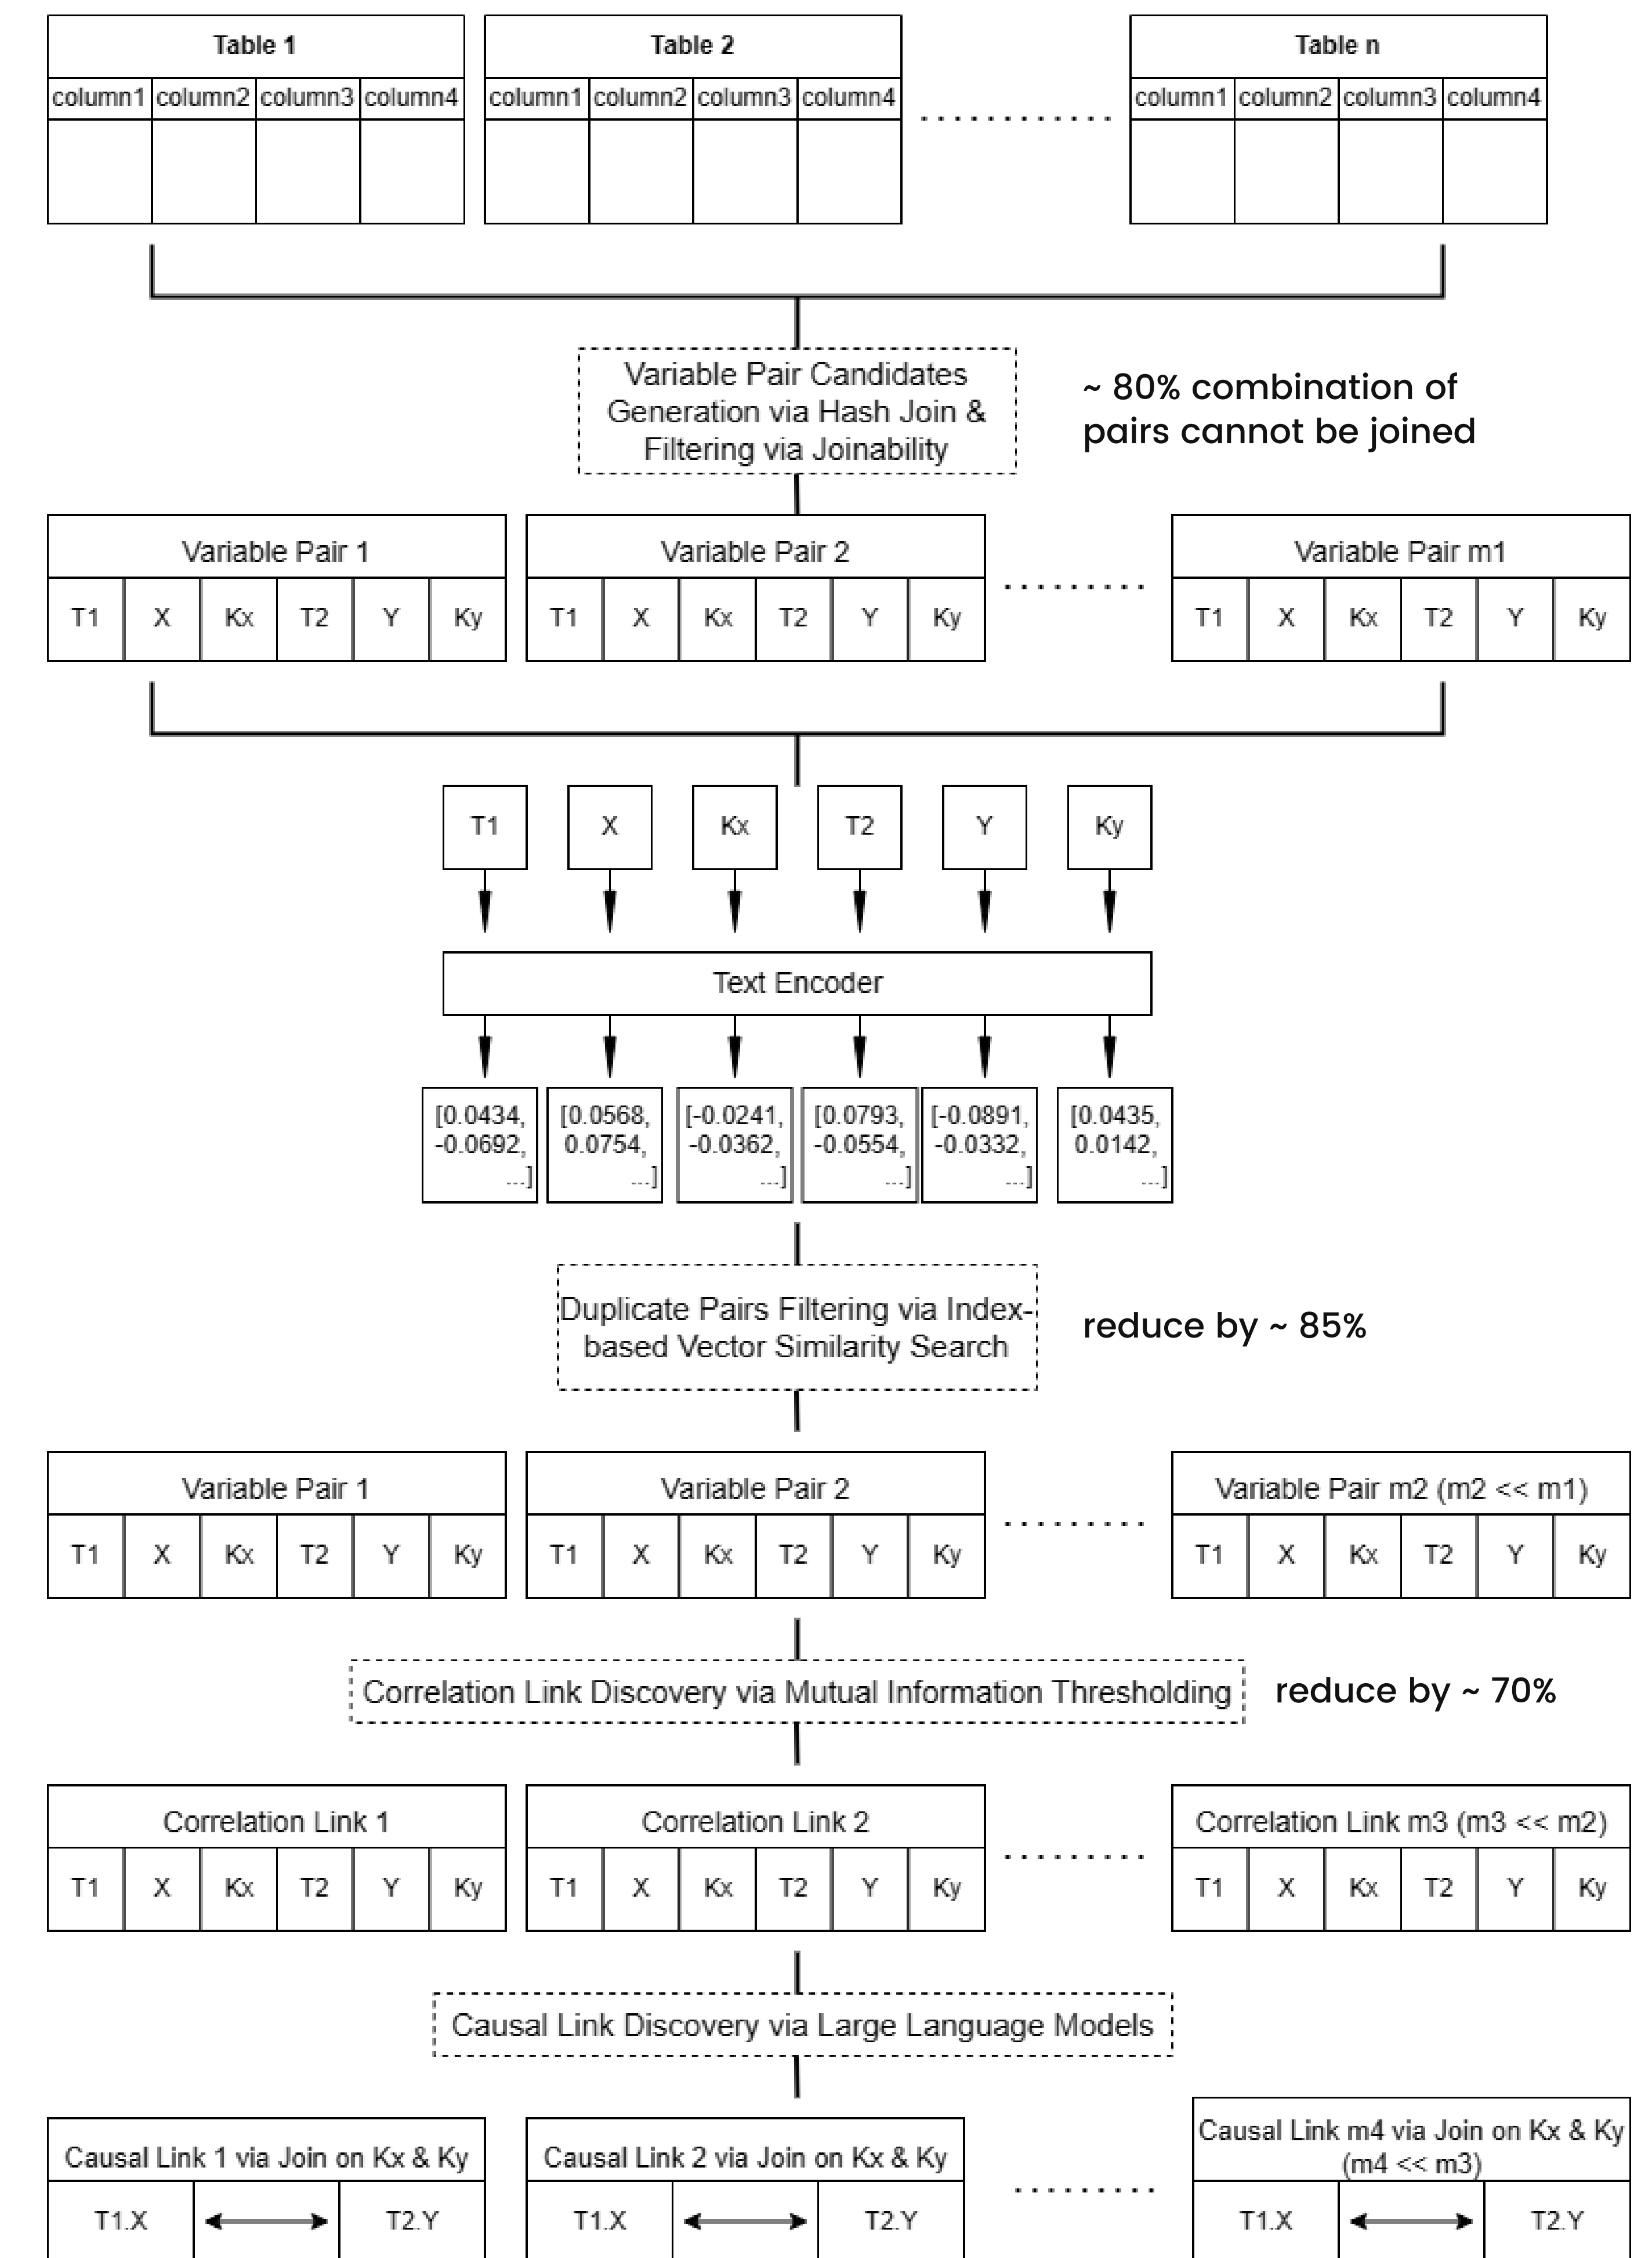 Table 1
Table 2
Table n
column1 column2 column3 column4
column1 column2 column3 column4
............
column1 column2 column3 column4
Variable Pair Candidates
Generation via Hash Join &
Filtering via Joinability
~ 80% combination of
pairs cannot be joined
Variable Pair 1
Variable Pair 2
Variable Pair m1
.........
T1 X Kx T2 Y Ky
T1 X Kx T2 Y Ky
T1 X Kx T2 Y Ky
T1 X Kx T2 Y Ky
Text Encoder
[0.0434,
-0.0692,
...]
[0.0568,
0.0754,
...]
[-0.0241,
-0.0362,
...]
[0.0793,
-0.0554,
...]
[-0.0891,
-0.0332,
...]
[0.0435,
0.0142,
...]
Duplicate Pairs Filtering via Index-
based Vector Similarity Search
reduce by ~ 85%
Variable Pair 1
Variable Pair 2
Variable Pair m2 (m2 << m1)
.........
T1 X Kx T2 Y Ky
T1 X Kx T2 Y Ky
T1 X Kx T2 Y Ky
Correlation Link Discovery via Mutual Information Thresholding
reduce by ~ 70%
Correlation Link 1
Correlation Link 2
Correlation Link m3 (m3 << m2)
.........
T1 X Kx T2 Y Ky
T1 X Kx T2 Y Ky
T1 X Kx T2 Y Ky
Causal Link Discovery via Large Language Models
Causal Link 1 via Join on Kx & Ky
Causal Link 2 via Join on Kx & Ky
Causal Link m4 via Join on Kx & Ky
(m4 << m3)
.........
T1.X T2.Y
T1.X T2.Y
T1.X T2.Y